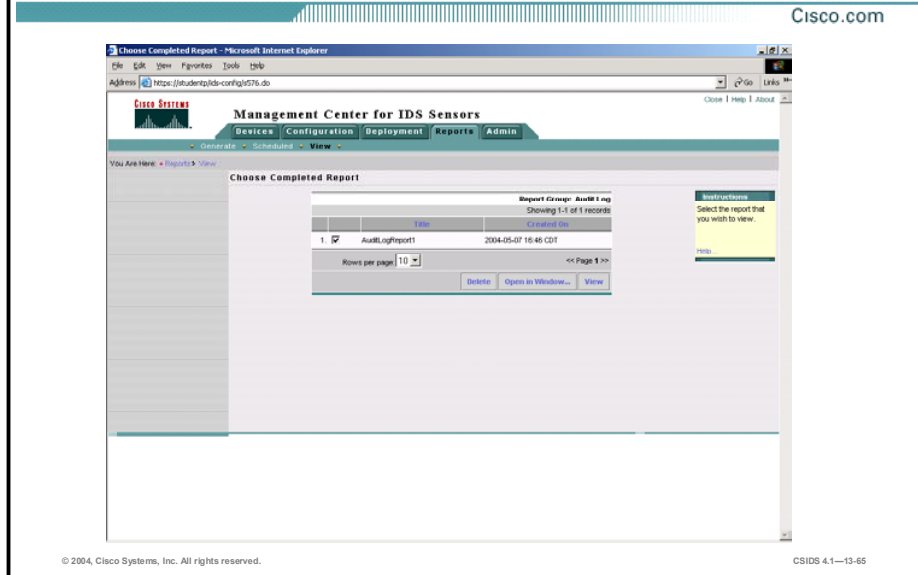 Cisco.com
Choose Completed Report - Microsoft Internet Explorer
File Edit View Favorites Tools Help
Address https://studentp/ids-config/s576.do Go Links
Close | Help | About
CISCO SYSTEMS
Management Center for IDS Sensors
Devices Configuration Deployment Reports Admin
Generate Scheduled View
You Are Here: Reports View
Choose Completed Report
Report Group: Audit Log
Showing 1-1 of 1 records
Title Created On
1. AuditLogReport1 2004-05-07 16:46 CDT
Rows per page: 10 << Page 1 >>
Delete Open in Window... View
Instructions
Select the report that
you wish to view.
Help...
© 2004, Cisco Systems, Inc. All rights reserved.
CSIDS 4.1—13-65